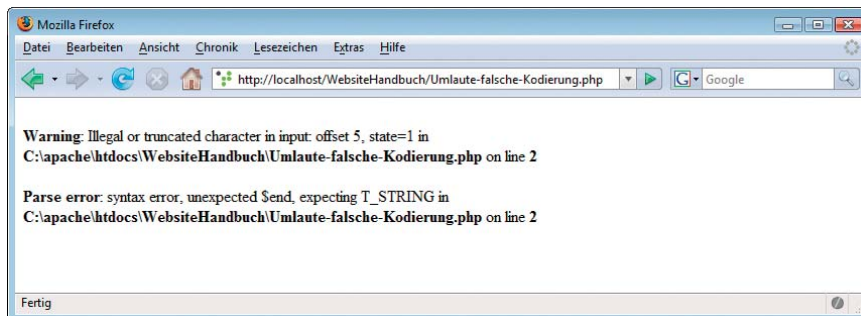 Mozilla Firefox
Datei Bearbeiten Ansicht Chronik Lesezeichen Extras Hilfe
http://localhost/WebsiteHandbuch/Umlaute-falsche-Kodierung.php
G Google
Warning: Illegal or truncated character in input: offset 5, state=1 in
C:\apache\htdocs\WebsiteHandbuch\Umlaute-falsche-Kodierung.php on line 2
Parse error: syntax error, unexpected $end, expecting T_STRING in
C:\apache\htdocs\WebsiteHandbuch\Umlaute-falsche-Kodierung.php on line 2
Fertig